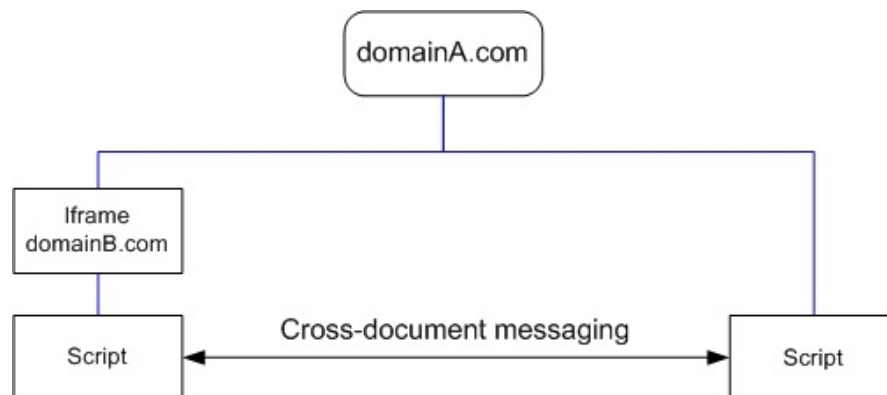 domainA.com
Iframe
domainB.com
Cross-document messaging
Script
Script